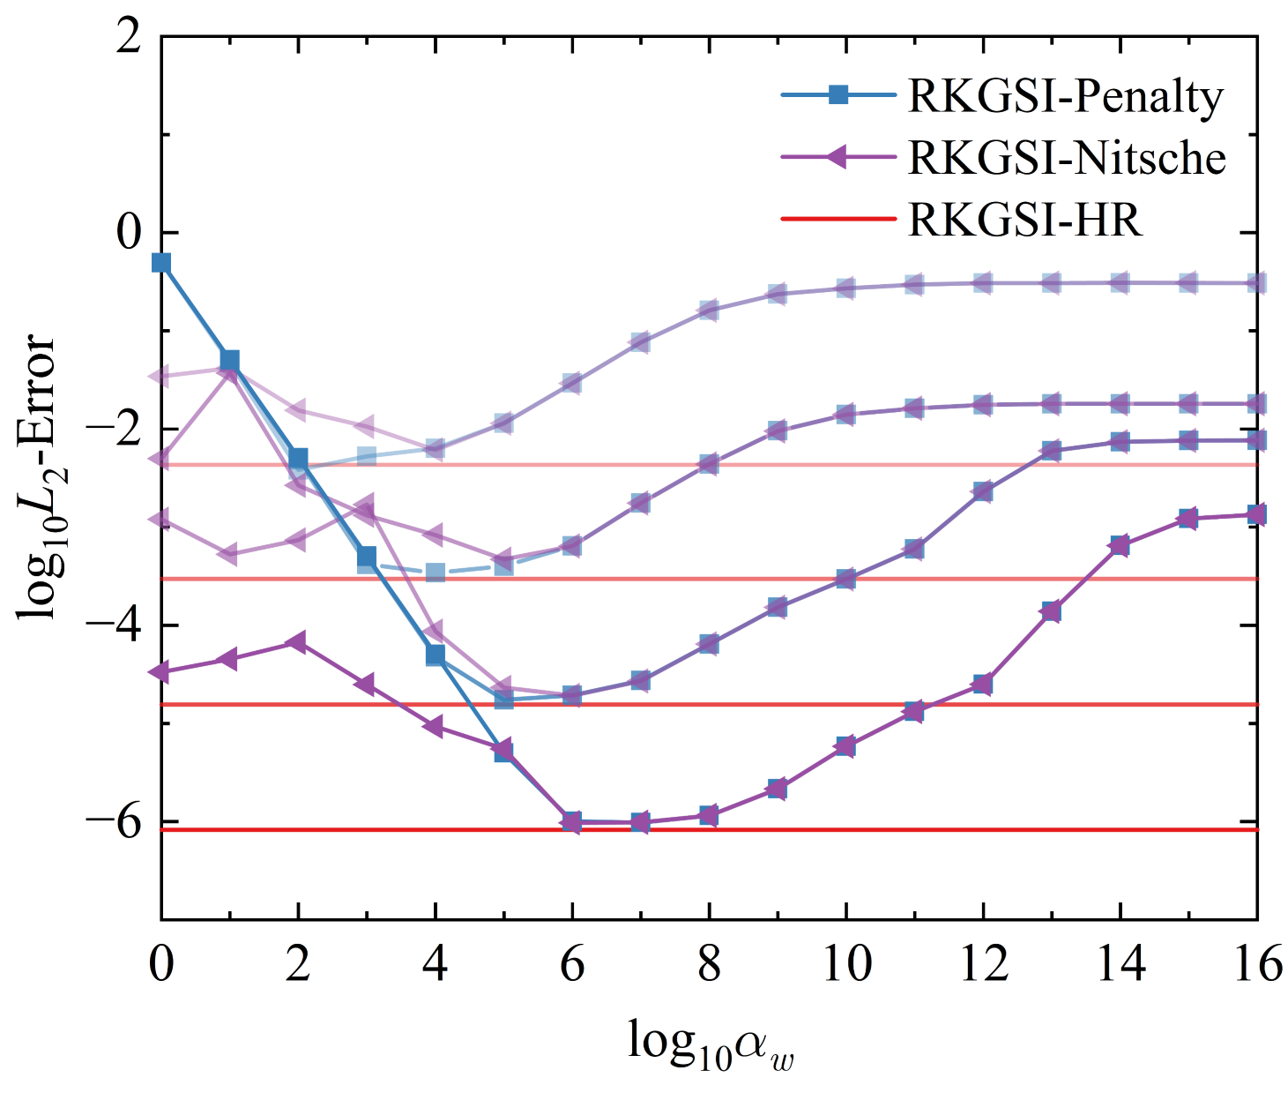 2
RKGSI-Penalty
RKGSI-Nitsche
RKGSI-HR
0
−2
−4
−6
log₁₀L₂-Error
0 2 4 6 8 10 12 14 16
log₁₀α_w